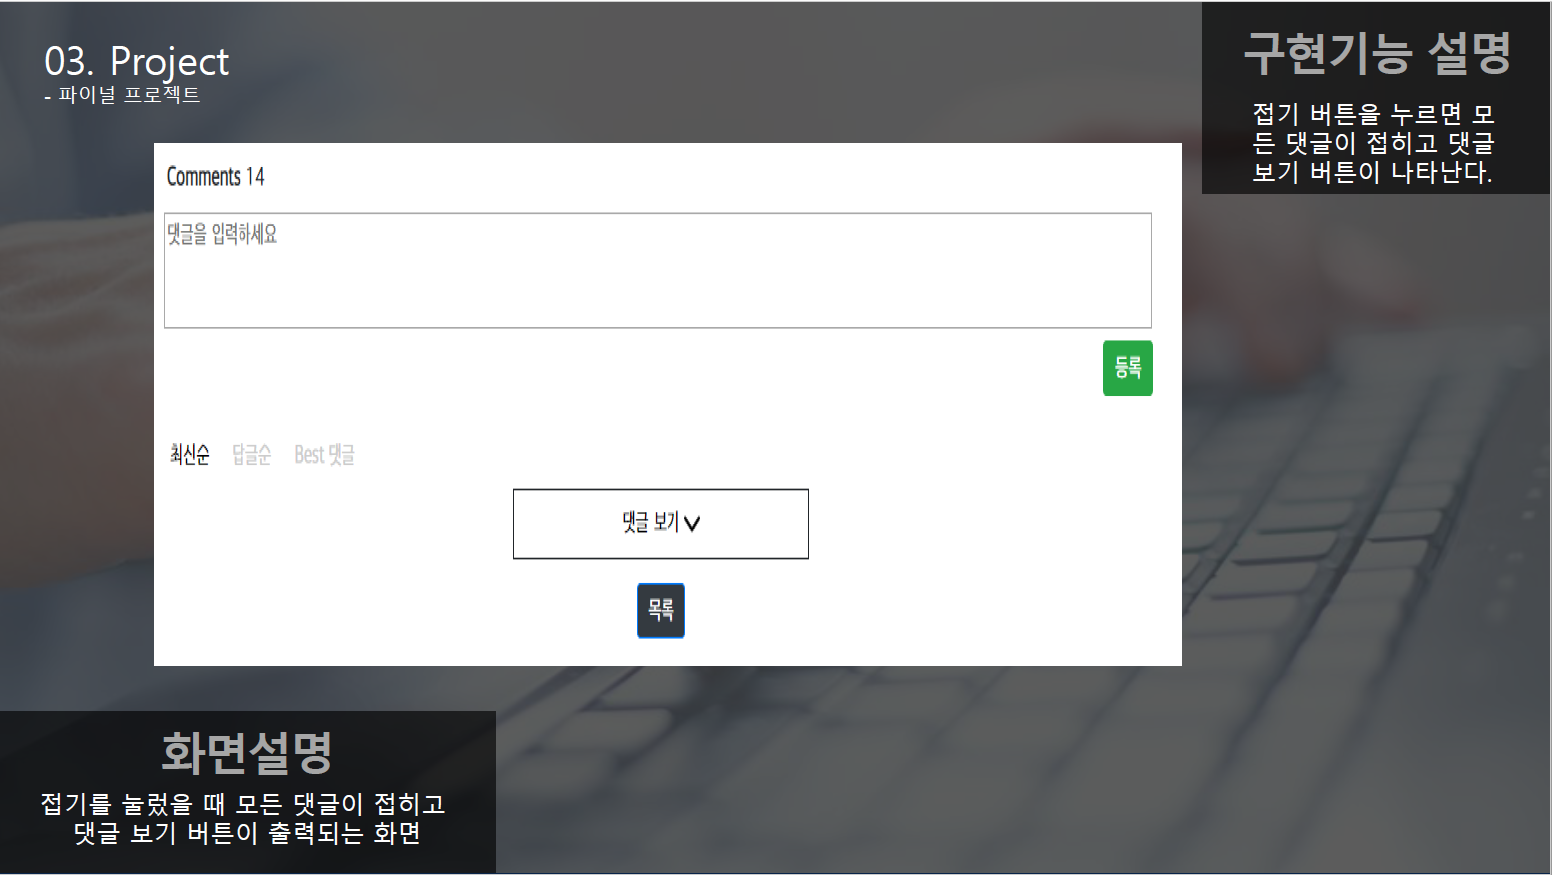 03. Project
- 파이널 프로젝트
구현기능 설명
접기 버튼을 누르면 모
든 댓글이 접히고 댓글
보기 버튼이 나타난다.
Comments 14
댓글을 입력하세요
등록
최신순 답글순 Best 댓글
댓글 보기
목록
화면설명
접기를 눌렀을 때 모든 댓글이 접히고
댓글 보기 버튼이 출력되는 화면